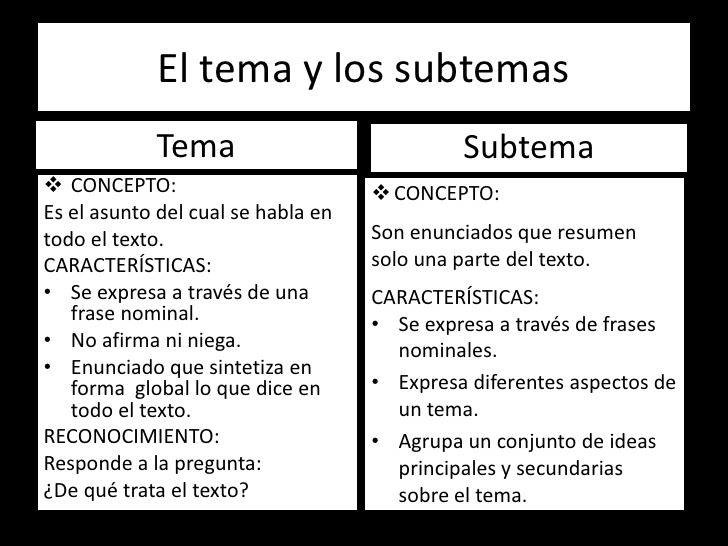 El tema y los subtemas
Tema
❖ CONCEPTO:
Es el asunto del cual se habla en
todo el texto.
CARACTERÍSTICAS:
• Se expresa a través de una
frase nominal.
• No afirma ni niega.
• Enunciado que sintetiza en
forma  global lo que dice en
todo el texto.
RECONOCIMIENTO:
Responde a la pregunta:
¿De qué trata el texto?
Subtema
❖ CONCEPTO:
Son enunciados que resumen
solo una parte del texto.
CARACTERÍSTICAS:
• Se expresa a través de frases
nominales.
• Expresa diferentes aspectos de
un tema.
• Agrupa un conjunto de ideas
principales y secundarias
sobre el tema.